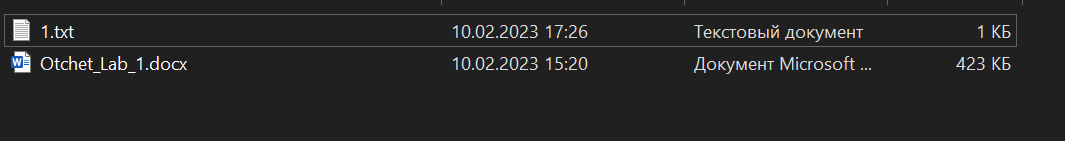 1.txt 10.02.2023 17:26 Текстовый документ 1 КБ
Otchet_Lab_1.docx 10.02.2023 15:20 Документ Microsoft ... 423 КБ